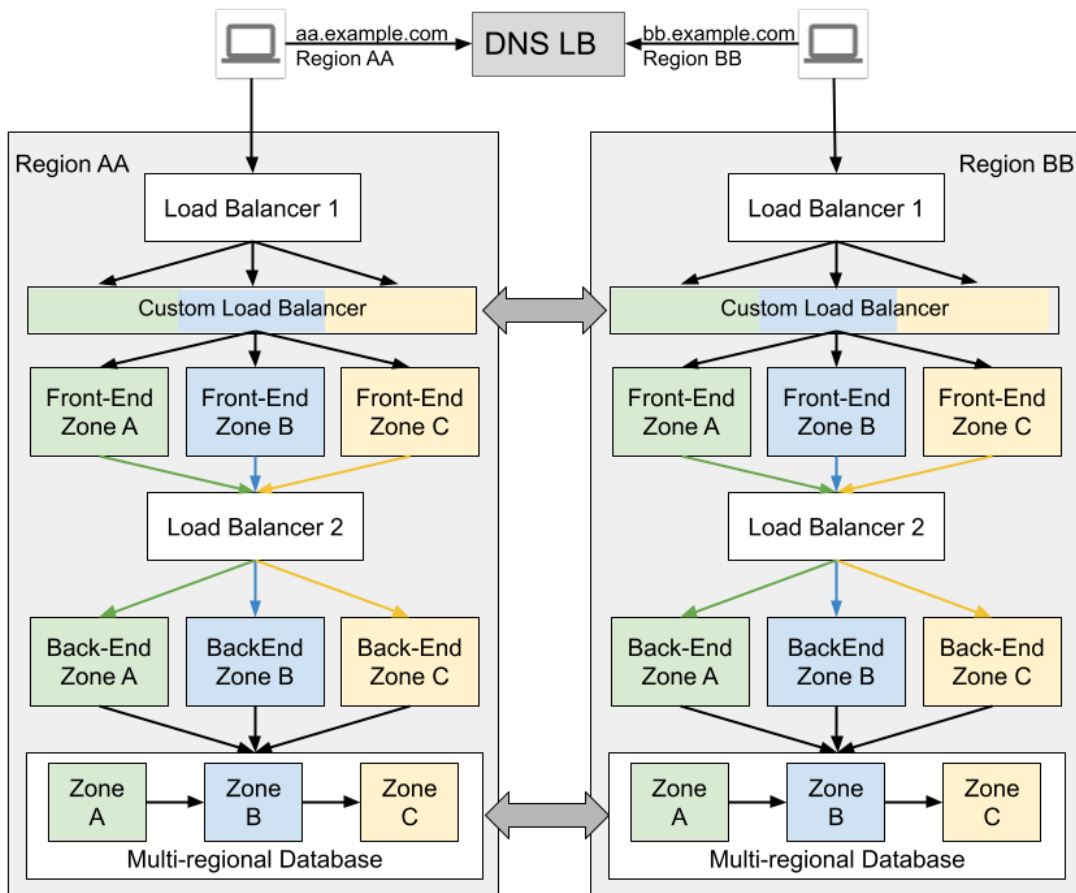 aa.example.com
Region AA
DNS LB
bb.example.com
Region BB
Region AA
Load Balancer 1
Custom Load Balancer
Front-End
Zone A
Front-End
Zone B
Front-End
Zone C
Load Balancer 2
Back-End
Zone A
BackEnd
Zone B
Back-End
Zone C
Zone
A
Zone
B
Zone
C
Multi-regional Database
Region BB
Load Balancer 1
Custom Load Balancer
Front-End
Zone A
Front-End
Zone B
Front-End
Zone C
Load Balancer 2
Back-End
Zone A
BackEnd
Zone B
Back-End
Zone C
Zone
A
Zone
B
Zone
C
Multi-regional Database